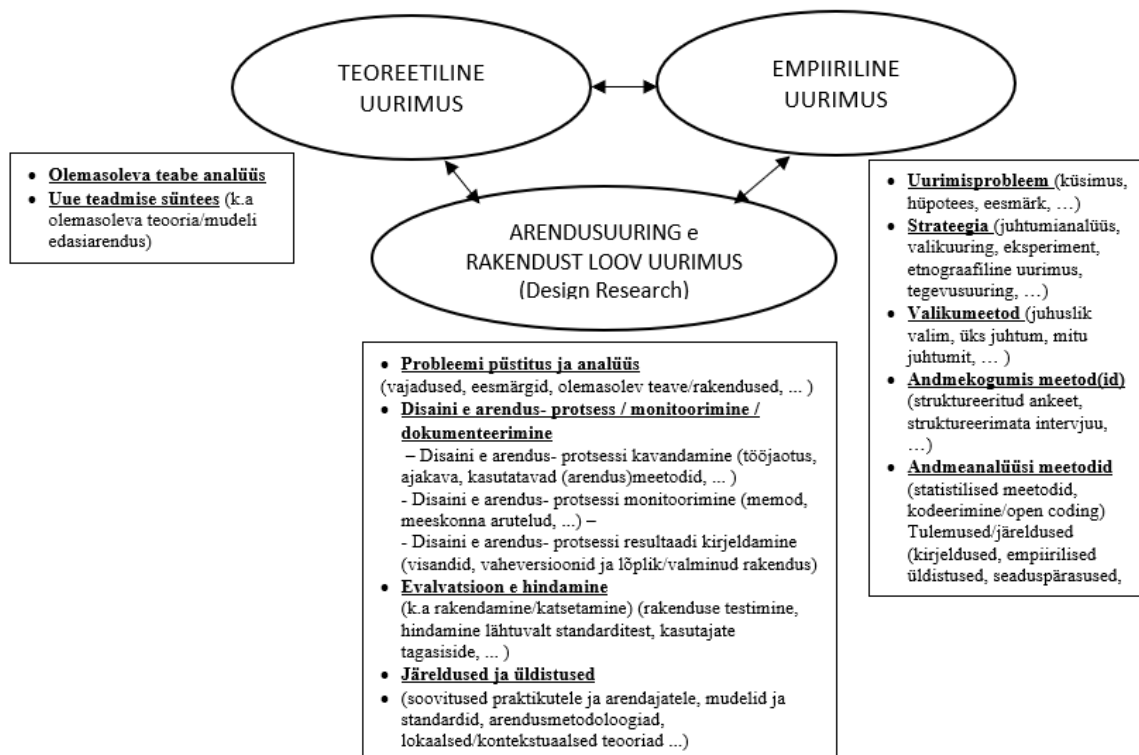 TEOREETILINE
UURIMUS
EMPIIRILINE
UURIMUS
ARENDUSUURING e
RAKENDUST LOOV UURIMUS
(Design Research)
• Olemasoleva teabe analüüs
• Uue teadmise süntees (k.a
olemasoleva teooria/mudeli
edasiarendus)
• Probleemi püstitus ja analüüs
(vajadused, eesmärgid, olemasolev teave/rakendused, ... )
• Disaini e arendus- protsess / monitoorimine /
dokumenteerimine
– Disaini e arendus- protsessi kavandamine (tööjaotus,
ajakava, kasutatavad (arendus)meetodid, ... )
- Disaini e arendus- protsessi monitoorimine (memod,
meeskonna arutelud, ...) –
- Disaini e arendus- protsessi resultaadi kirjeldamine
(visandid, vaheversioonid ja lõplik/valminud rakendus)
• Evalvatsioon e hindamine
(k.a rakendamine/katsetamine) (rakenduse testimine,
hindamine lähtuvalt standarditest, kasutajate
tagasiside, ... )
• Järeldused ja üldistused
• (soovitused praktikutele ja arendajatele, mudelid ja
standardid, arendusmetodoloogiad,
lokaalsed/kontekstuaalsed teooriad ...)
• Uurimisprobleem (küsimus,
hüpotees, eesmärk, …)
• Strateegia (juhtumianalüüs,
valikuuring, eksperiment,
etnograafiline uurimus,
tegevusuuring, …)
• Valikumeetod (juhuslik
valim, üks juhtum, mitu
juhtumit, … )
• Andmekogumis meetod(id)
(struktureeritud ankeet,
struktureerimata intervjuu,
…)
• Andmeanalüüsi meetodid
(statistilised meetodid,
kodeerimine/open coding)
Tulemused/järeldused
(kirjeldused, empiirilised
üldistused, seaduspärasused,